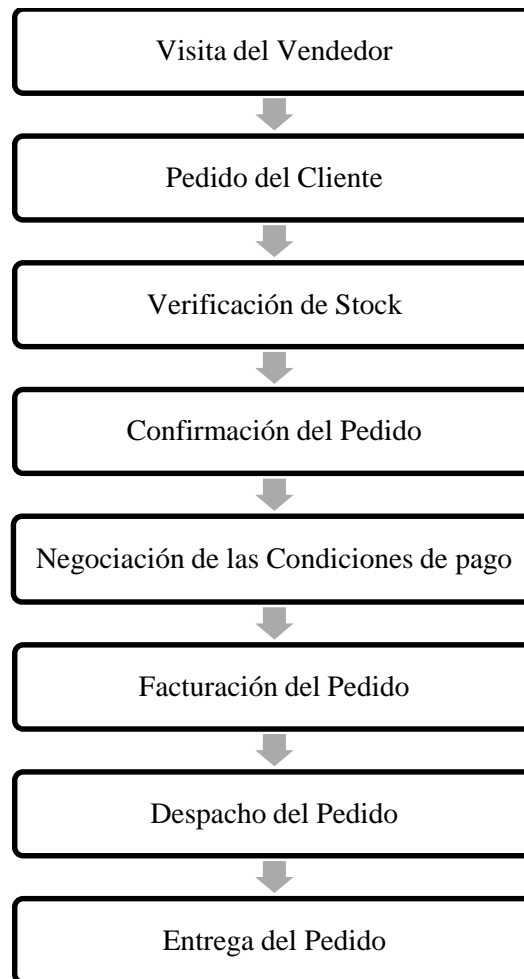 Visita del Vendedor
Pedido del Cliente
Verificación de Stock
Confirmación del Pedido
Negociación de las Condiciones de pago
Facturación del Pedido
Despacho del Pedido
Entrega del Pedido